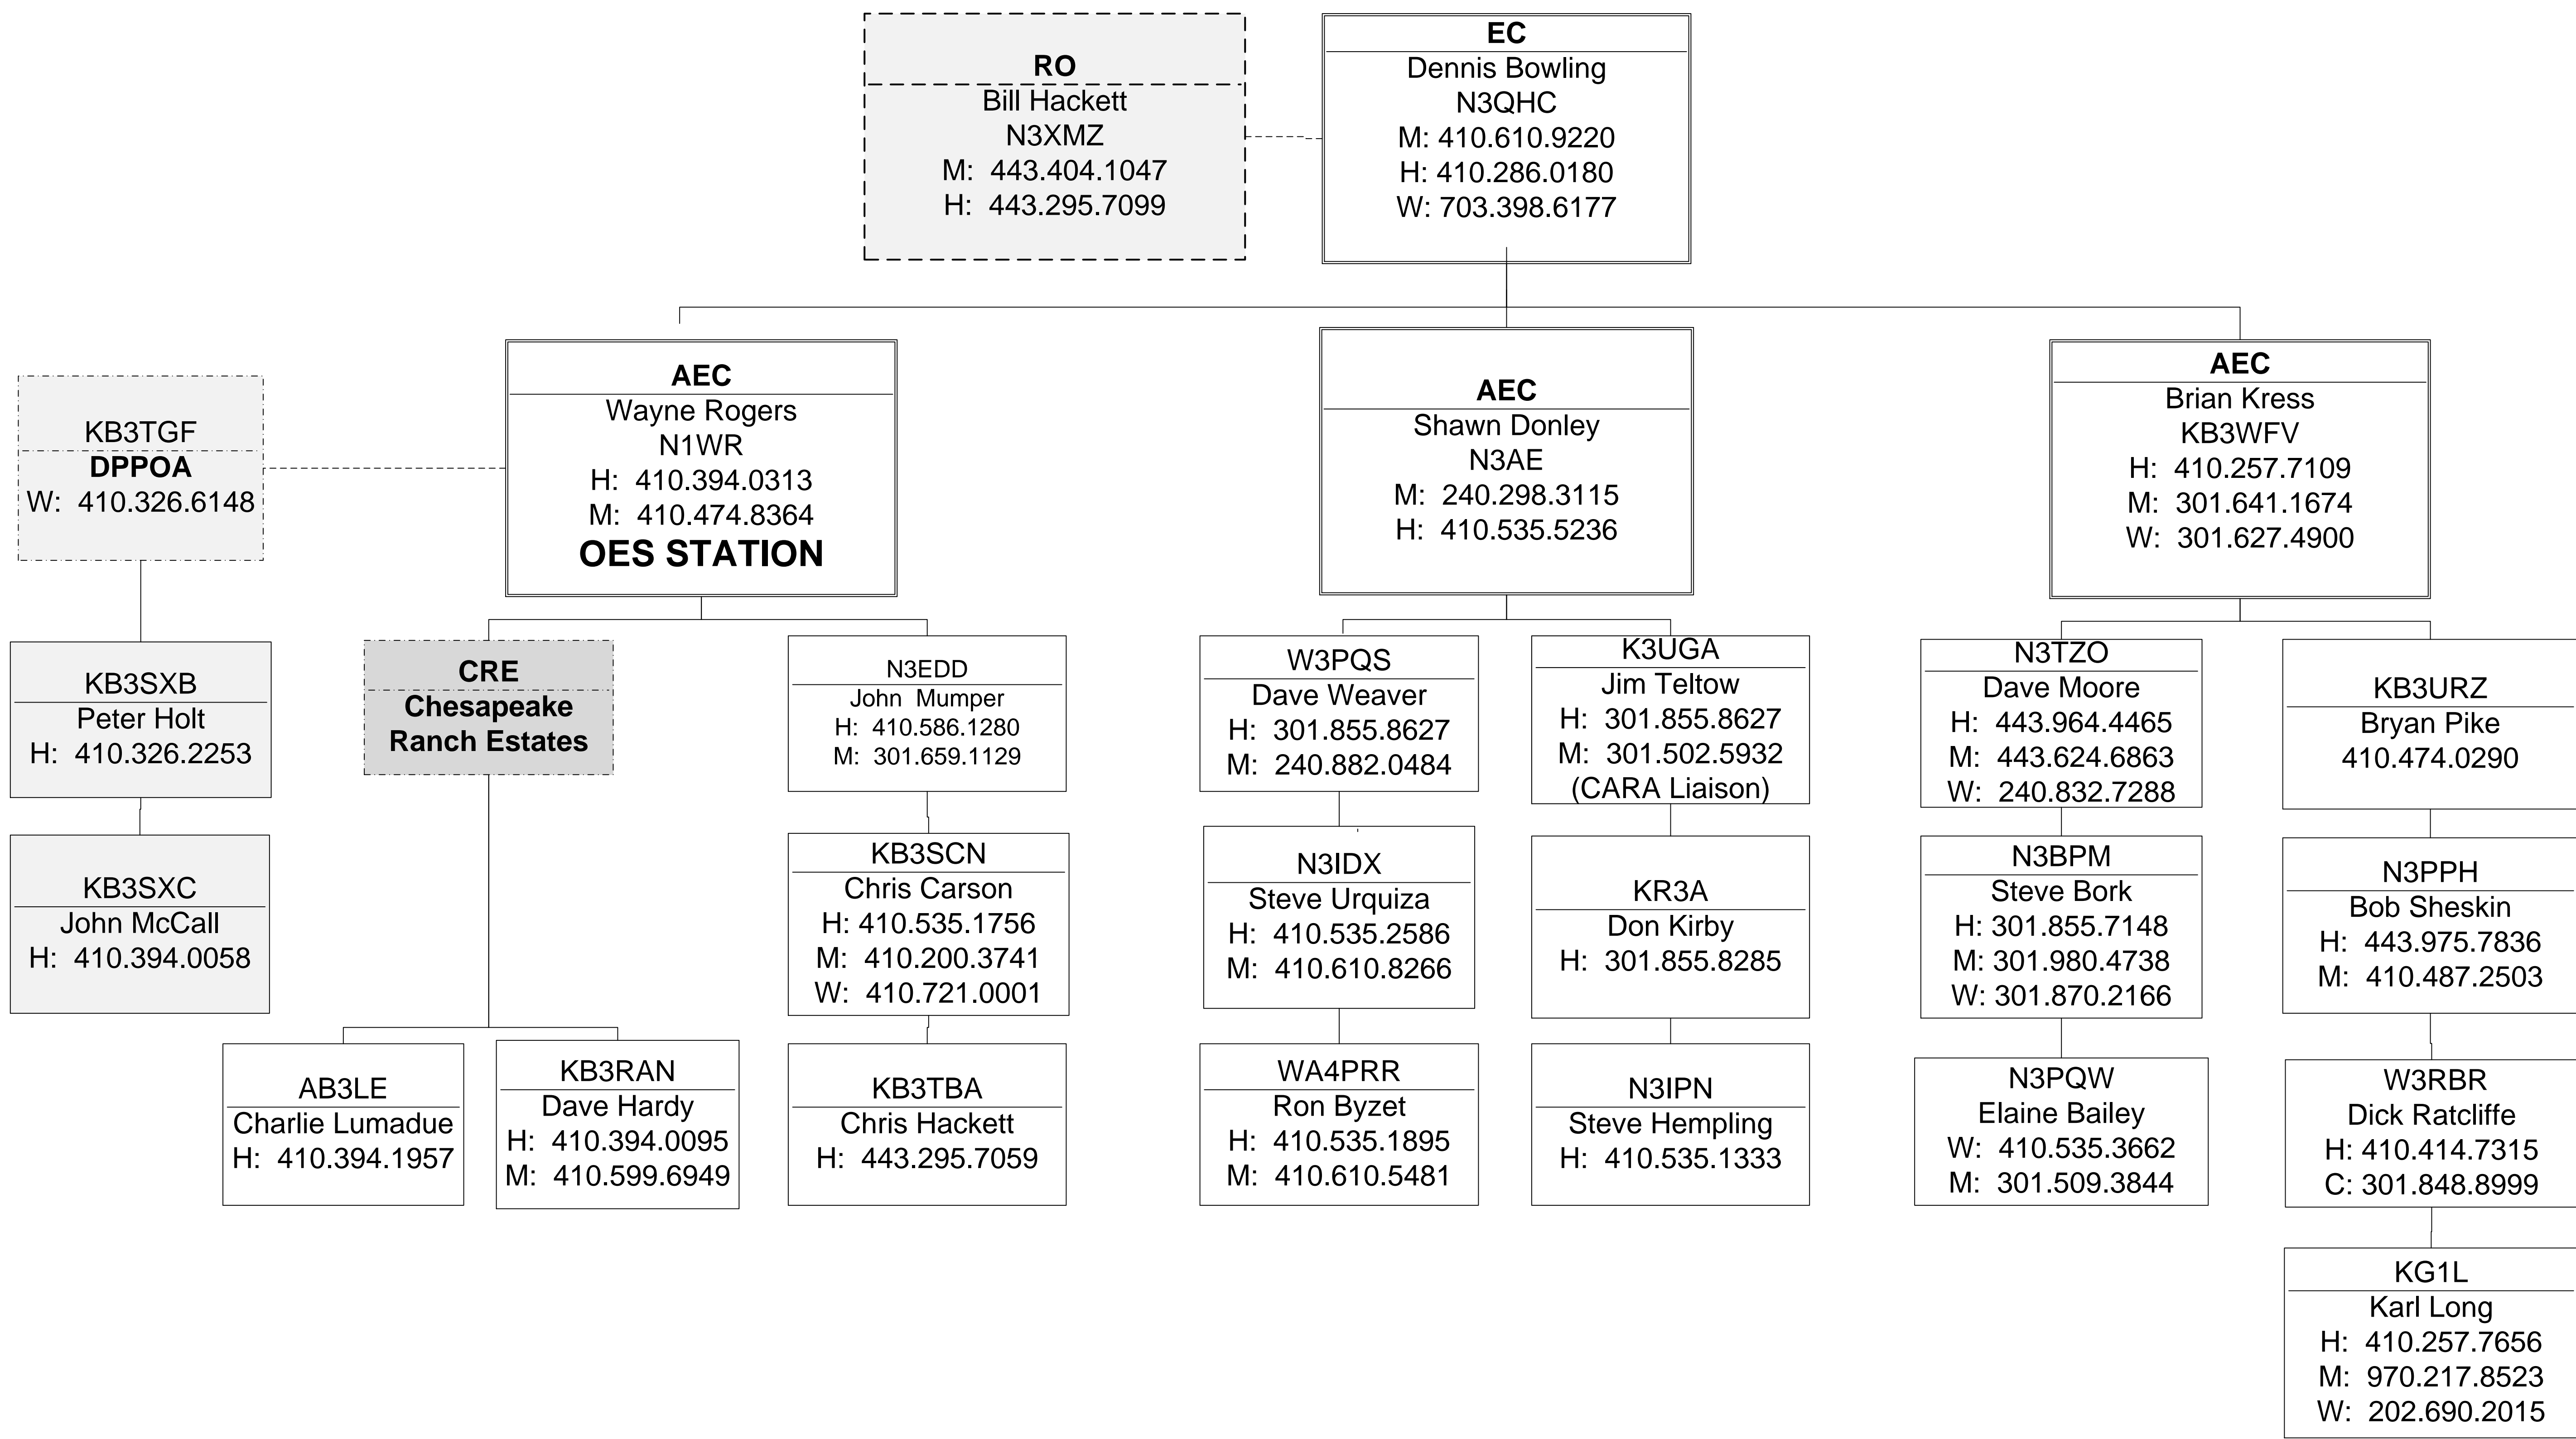 RO
Bill Hackett
N3XMZ
M: 443.404.1047
H: 443.295.7099
EC
Dennis Bowling
N3QHC
M: 410.610.9220
H: 410.286.0180
W: 703.398.6177
KB3TGF
DPPOA
W: 410.326.6148
AEC
Wayne Rogers
N1WR
H: 410.394.0313
M: 410.474.8364
OES STATION
AEC
Shawn Donley
N3AE
M: 240.298.3115
H: 410.535.5236
AEC
Brian Kress
KB3WFV
H: 410.257.7109
M: 301.641.1674
W: 301.627.4900
KB3SXB
Peter Holt
H: 410.326.2253
CRE
Chesapeake
Ranch Estates
N3EDD
John Mumper
H: 410.586.1280
M: 301.659.1129
W3PQS
Dave Weaver
H: 301.855.8627
M: 240.882.0484
K3UGA
Jim Teltow
H: 301.855.8627
M: 301.502.5932
(CARA Liaison)
N3TZO
Dave Moore
H: 443.964.4465
M: 443.624.6863
W: 240.832.7288
KB3URZ
Bryan Pike
410.474.0290
KB3SXC
John McCall
H: 410.394.0058
KB3SCN
Chris Carson
H: 410.535.1756
M: 410.200.3741
W: 410.721.0001
N3IDX
Steve Urquiza
H: 410.535.2586
M: 410.610.8266
KR3A
Don Kirby
H: 301.855.8285
N3BPM
Steve Bork
H: 301.855.7148
M: 301.980.4738
W: 301.870.2166
N3PPH
Bob Sheskin
H: 443.975.7836
M: 410.487.2503
AB3LE
Charlie Lumadue
H: 410.394.1957
KB3RAN
Dave Hardy
H: 410.394.0095
M: 410.599.6949
KB3TBA
Chris Hackett
H: 443.295.7059
WA4PRR
Ron Byzet
H: 410.535.1895
M: 410.610.5481
N3IPN
Steve Hempling
H: 410.535.1333
N3PQW
Elaine Bailey
W: 410.535.3662
M: 301.509.3844
W3RBR
Dick Ratcliffe
H: 410.414.7315
C: 301.848.8999
KG1L
Karl Long
H: 410.257.7656
M: 970.217.8523
W: 202.690.2015